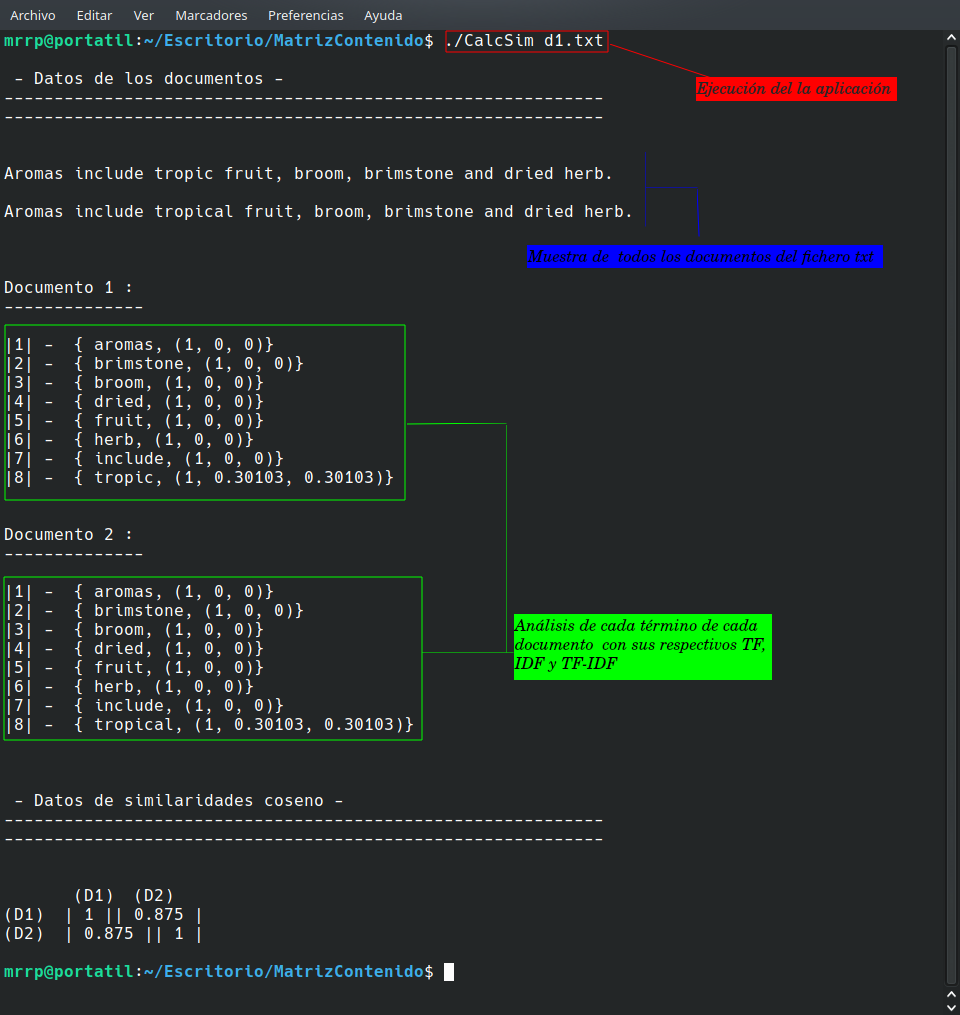 Archivo Editar Ver Marcadores Preferencias Ayuda
mrrp@portatil:~/Escritorio/MatrizContenido$ ./CalcSim d1.txt
- Datos de los documentos -
Ejecución del la aplicación
------------------------------------------------------------
------------------------------------------------------------
Aromas include tropic fruit, broom, brimstone and dried herb.
Aromas include tropical fruit, broom, brimstone and dried herb.
Muestra de  todos los documentos del fichero txt
Documento 1 :
--------------
|1| -  { aromas, (1, 0, 0)}
|2| -  { brimstone, (1, 0, 0)}
|3| -  { broom, (1, 0, 0)}
|4| -  { dried, (1, 0, 0)}
|5| -  { fruit, (1, 0, 0)}
|6| -  { herb, (1, 0, 0)}
|7| -  { include, (1, 0, 0)}
|8| -  { tropic, (1, 0.30103, 0.30103)}
Documento 2 :
--------------
|1| -  { aromas, (1, 0, 0)}
|2| -  { brimstone, (1, 0, 0)}
|3| -  { broom, (1, 0, 0)}
|4| -  { dried, (1, 0, 0)}
|5| -  { fruit, (1, 0, 0)}
|6| -  { herb, (1, 0, 0)}
|7| -  { include, (1, 0, 0)}
|8| -  { tropical, (1, 0.30103, 0.30103)}
Análisis de cada término de cada
documento  con sus respectivos TF,
IDF y TF-IDF
- Datos de similaridades coseno -
------------------------------------------------------------
------------------------------------------------------------
(D1)  (D2)
(D1)  | 1 || 0.875 |
(D2)  | 0.875 || 1 |
mrrp@portatil:~/Escritorio/MatrizContenido$